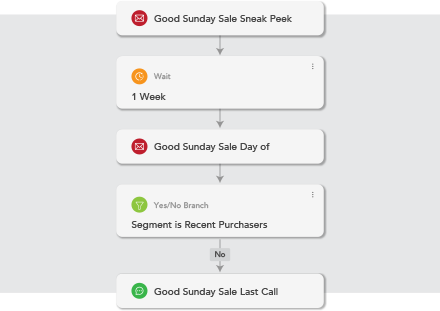 Good Sunday Sale Sneak Peek
Wait
1 Week
Good Sunday Sale Day of
Yes/No Branch
Segment is Recent Purchasers
No
Good Sunday Sale Last Call